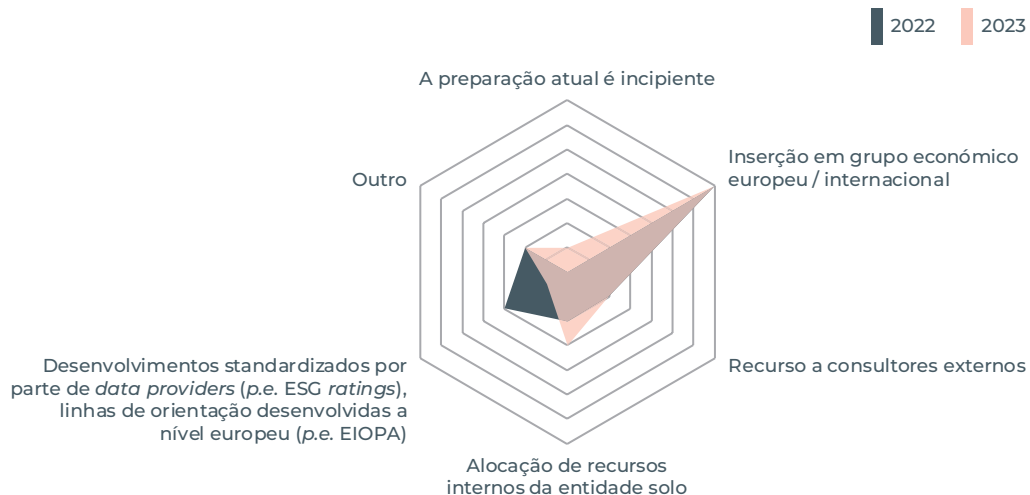 2022
2023
A preparação atual é incipiente
Inserção em grupo económico
europeu / internacional
Outro
Desenvolvimentos standardizados por
parte de data providers (p.e. ESG ratings),
linhas de orientação desenvolvidas a
nível europeu (p.e. EIOPA)
Recurso a consultores externos
Alocação de recursos
internos da entidade solo